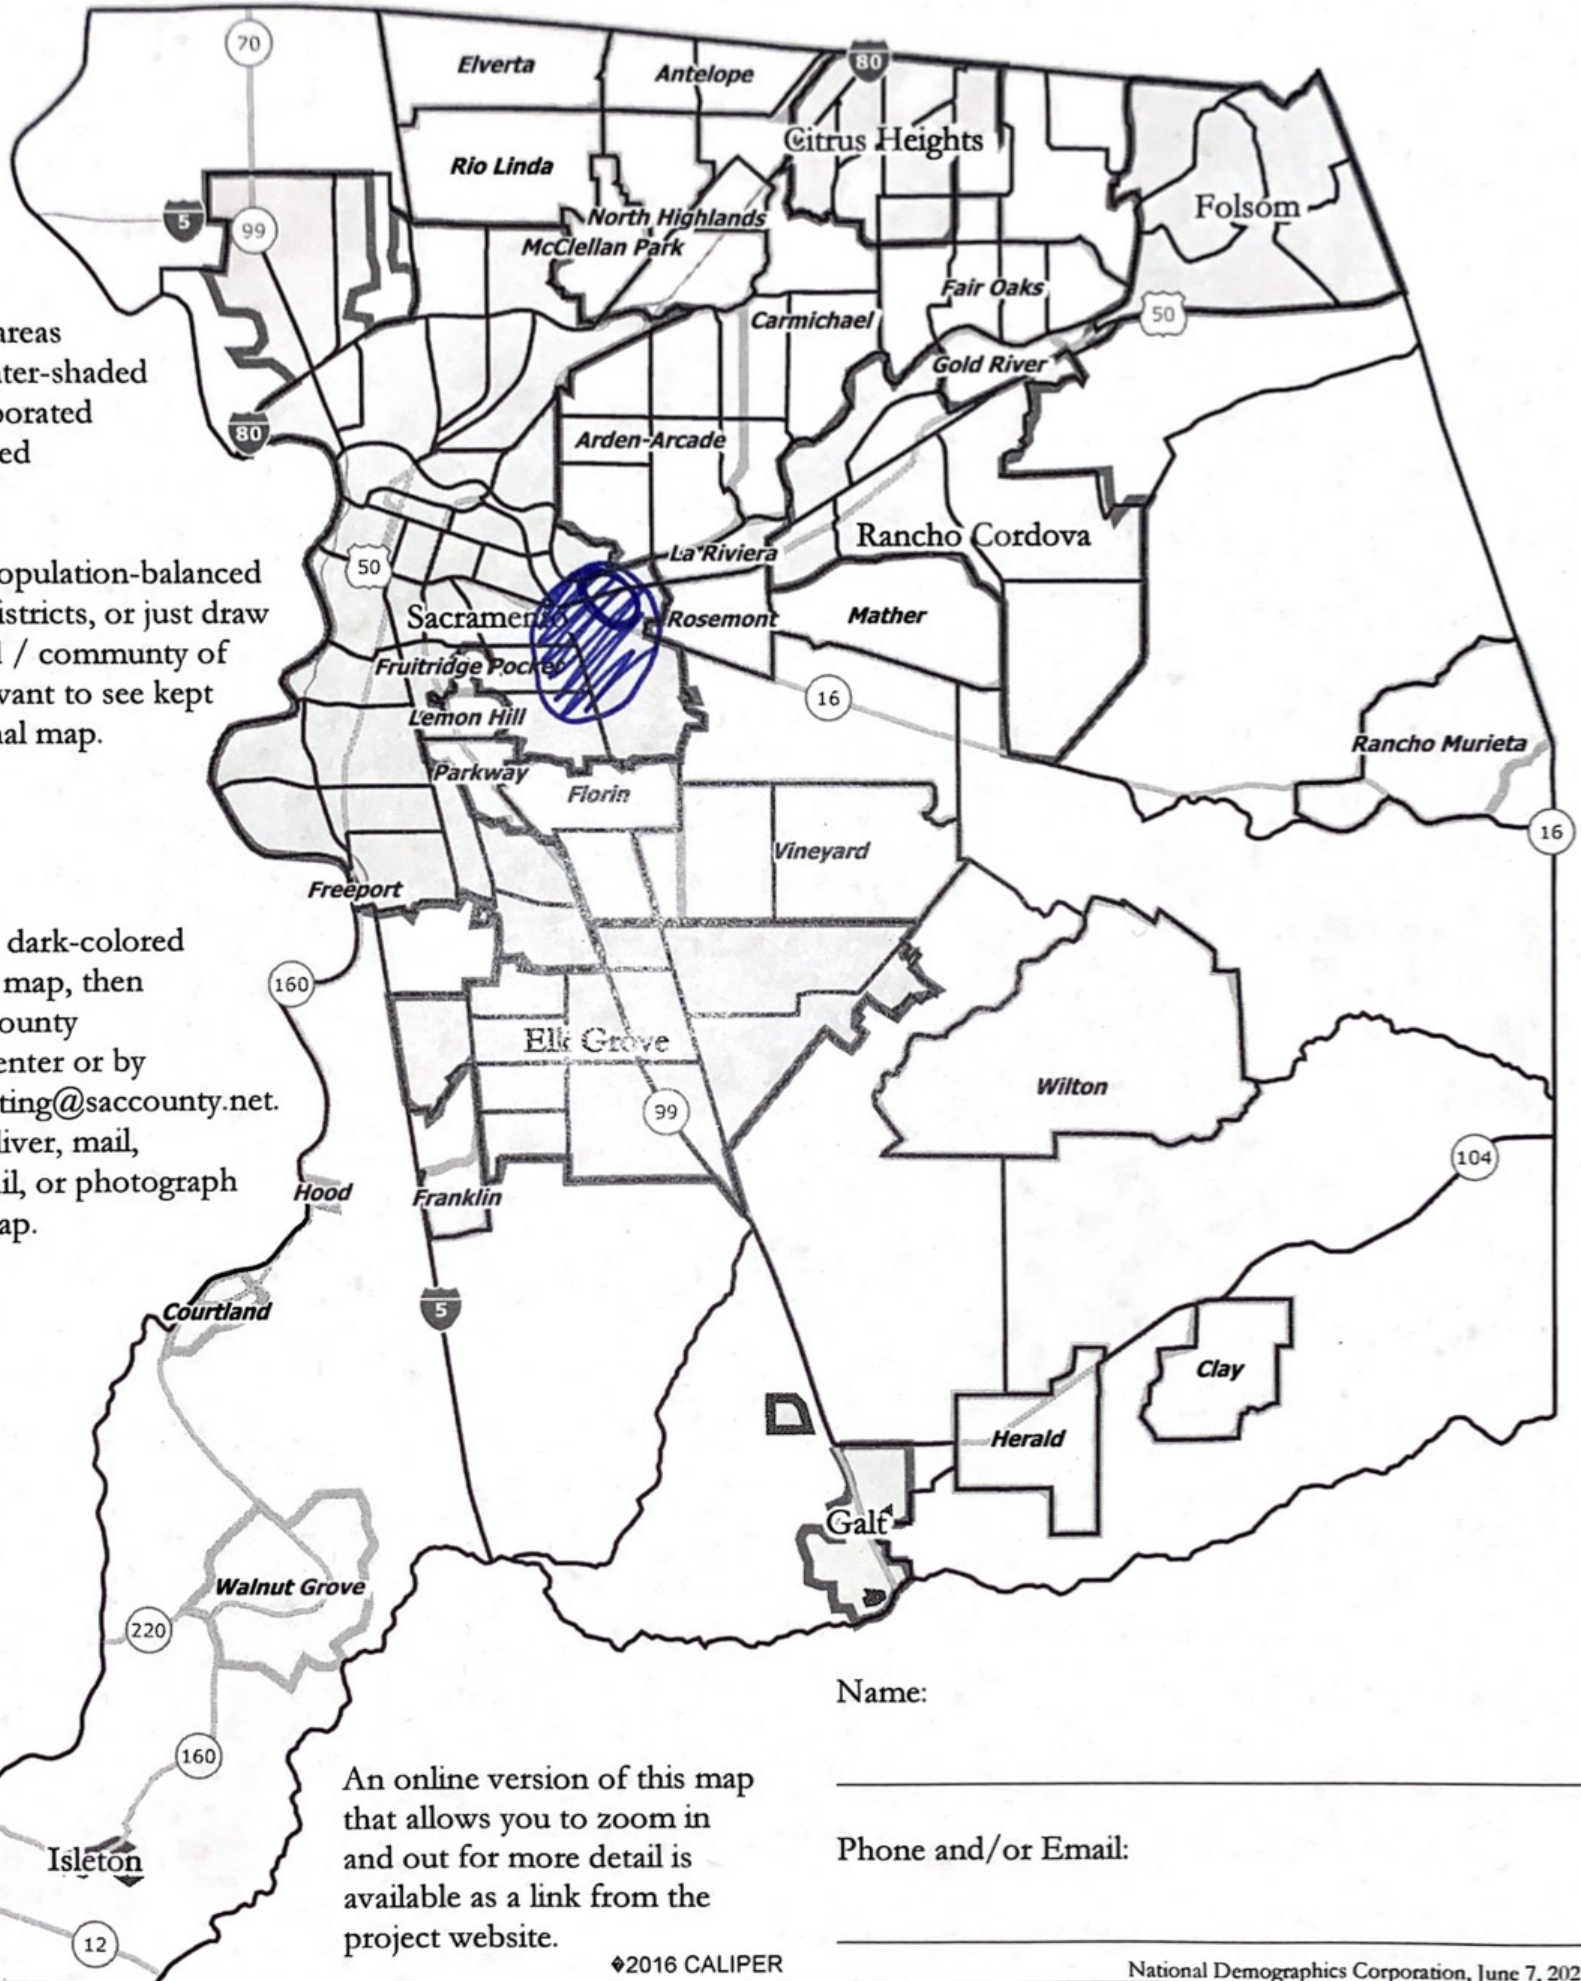 70
Elverta
Antelope
80
Citrus Heights
Rio Linda
Folsom
5
99
North Highlands
McClellan Park
Fair Oaks
50
Carmichael
areas
ter-shaded
Gold River
porated
80
ed
Arden-Arcade
Rancho Cordova
La Riviera
50
opulation-balanced
istricts, or just draw
Sacramento
Rosemont
Mather
/ communty of
Fruitridge Pocket
want to see kept
16
Lemon Hill
al map.
Rancho Murieta
Parkway
Florin
16
Vineyard
Freeport
dark-colored
160
map, then
ounty
Elk Grove
enter or by
Wilton
ting@saccounty.net.
99
liver, mail,
104
il, or photograph
Hood
Franklin
ap.
5
Courtland
Clay
Herald
Galt
Walnut Grove
220
Name:
160
An online version of this map
that allows you to zoom in
and out for more detail is
available as a link from the
project website.
Phone and/or Email:
Isleton
12
�2016 CALIPER
National Demographics Corporation, June 7, 202